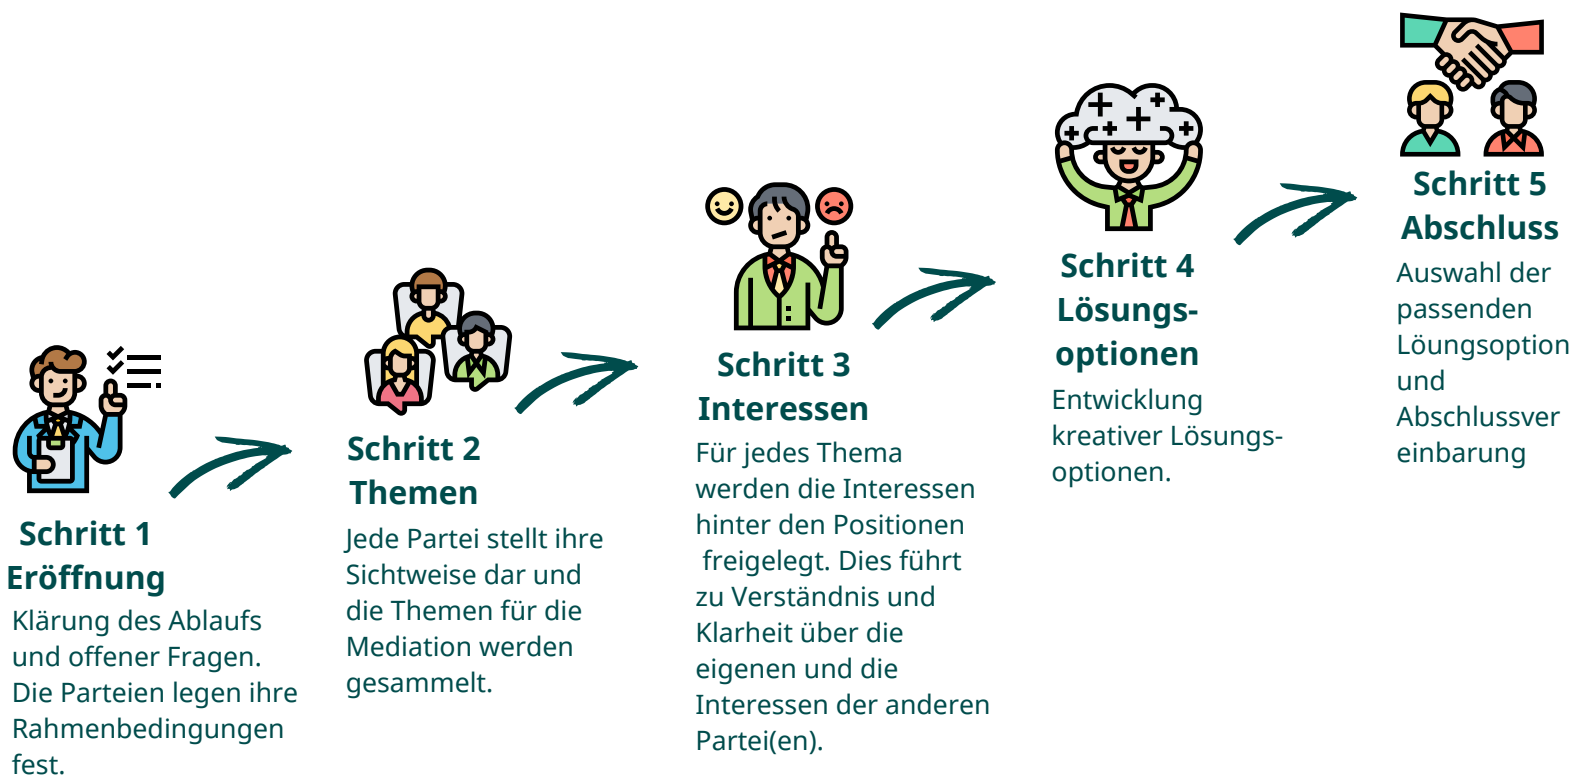 Schritt 1
Eröffnung
Klärung des Ablaufs
und offener Fragen.
Die Parteien legen ihre
Rahmenbedingungen
fest.
Schritt 2
Themen
Jede Partei stellt ihre
Sichtweise dar und
die Themen für die
Mediation werden
gesammelt.
Schritt 3
Interessen
Für jedes Thema
werden die Interessen
hinter den Positionen
freigelegt. Dies führt
zu Verständnis und
Klarheit über die
eigenen und die
Interessen der anderen
Partei(en).
Schritt 4
Lösungs-
optionen
Entwicklung
kreativer Lösungs-
optionen.
Schritt 5
Abschluss
Auswahl der
passenden
Löungsoption
und
Abschlussver
einbarung